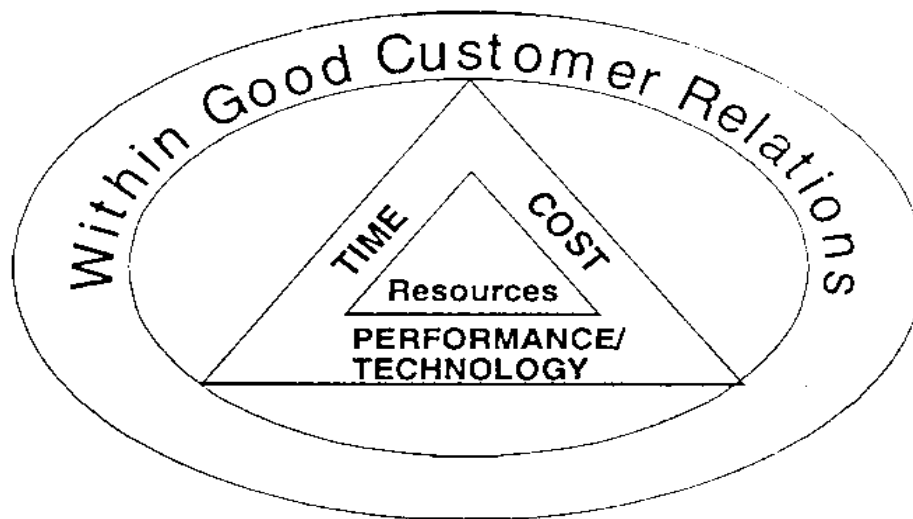 Within Good Customer Relations
TIME
COST
Resources
PERFORMANCE/
TECHNOLOGY